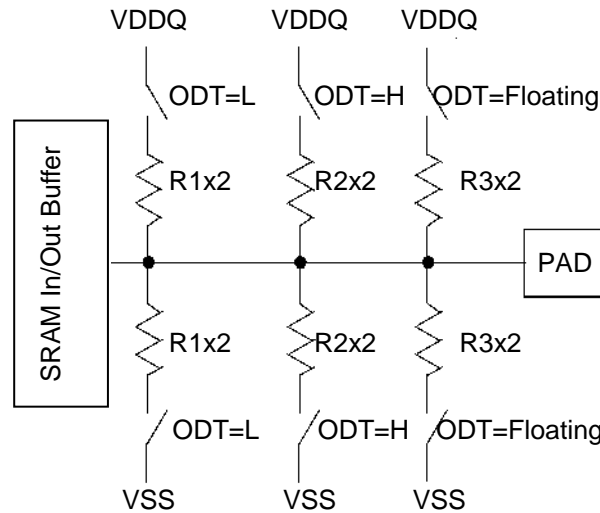 VDDQ VDDQ VDDQ
ODT=L ODT=H ODT=Floating
R1x2 R2x2 R3x2
SRAM In/Out Buffer
PAD
R1x2 R2x2 R3x2
ODT=L ODT=H ODT=Floating
VSS VSS VSS